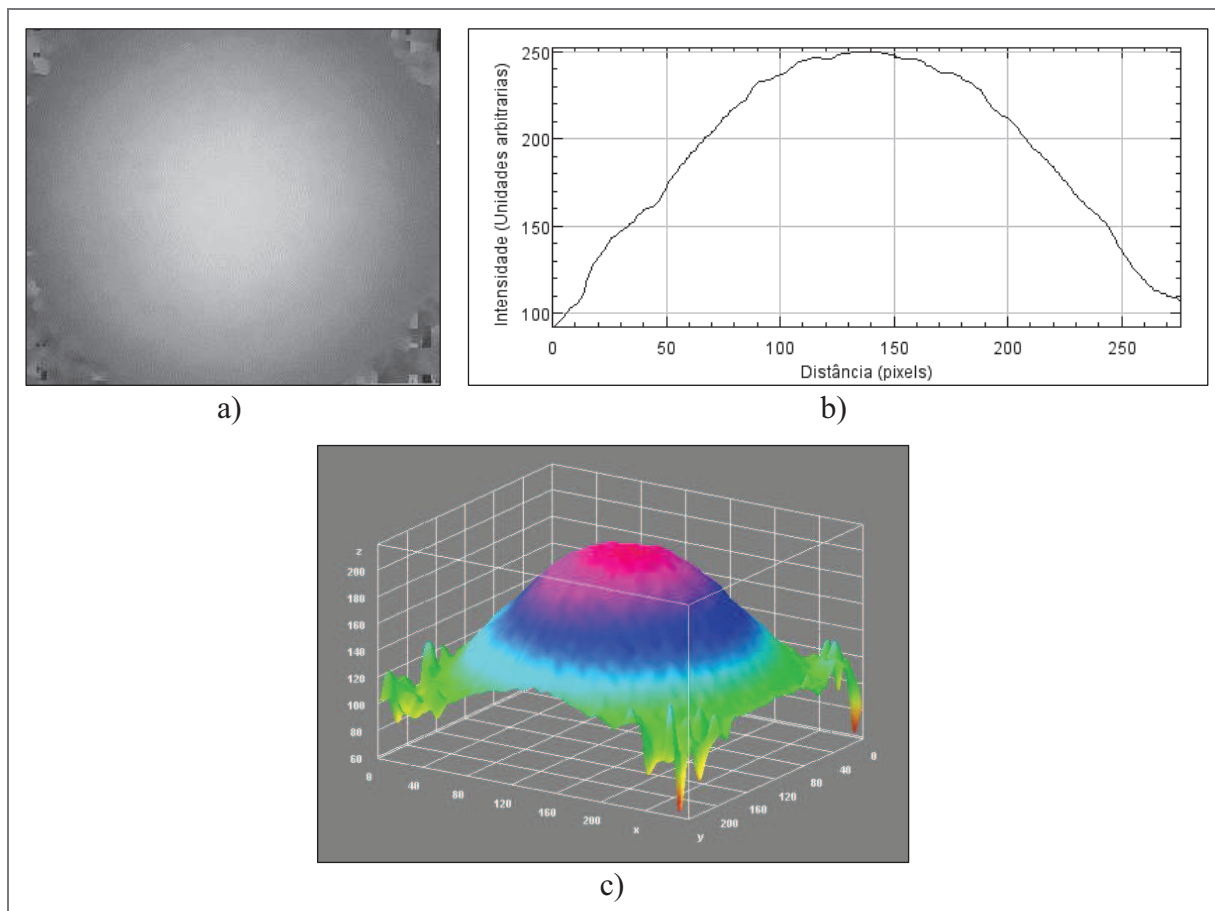 250
200
150
100
Intensidade (Unidades arbitrarias)
0 50 100 150 200 250
Distância (pixels)
a) b)
z
200
180
160
140
120
100
80
60
0 40 80 120 160 200 x
y 200 160 120 80 40 0
c)